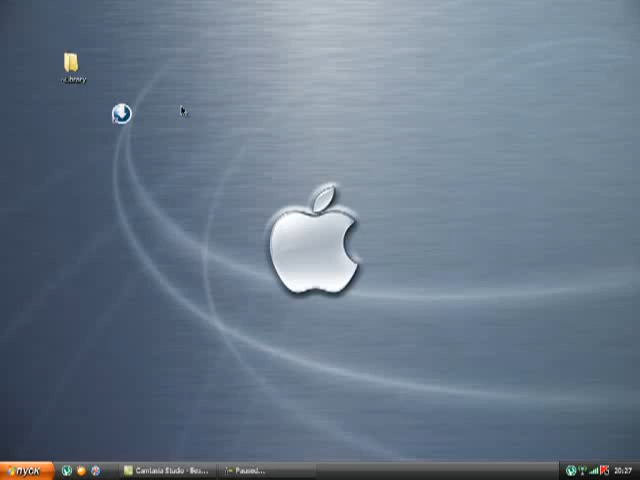 Library
пуск
Camtasia Studio - Bes...
Paused...
20:27